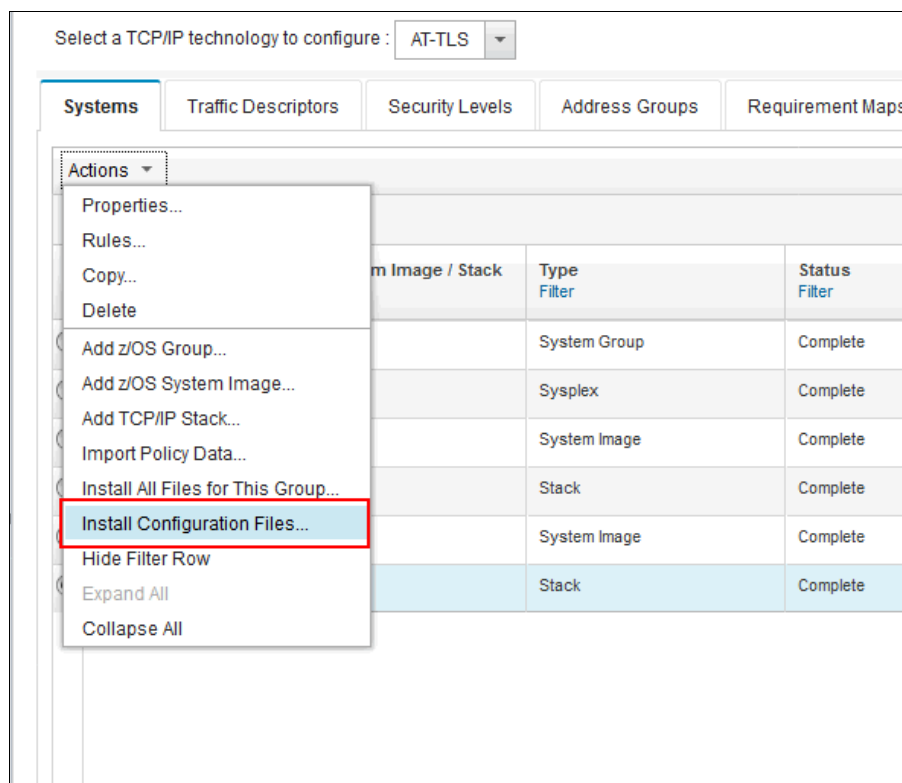 Select a TCP/IP technology to configure : AT-TLS
Systems Traffic Descriptors Security Levels Address Groups Requirement Maps
Actions
Properties...
Rules...
Copy...
Delete
Add z/OS Group...
Add z/OS System Image...
Add TCP/IP Stack...
Import Policy Data...
Install All Files for This Group...
Install Configuration Files...
Hide Filter Row
Expand All
Collapse All
m Image / Stack Type Status
Filter Filter
System Group Complete
Sysplex Complete
System Image Complete
Stack Complete
System Image Complete
Stack Complete